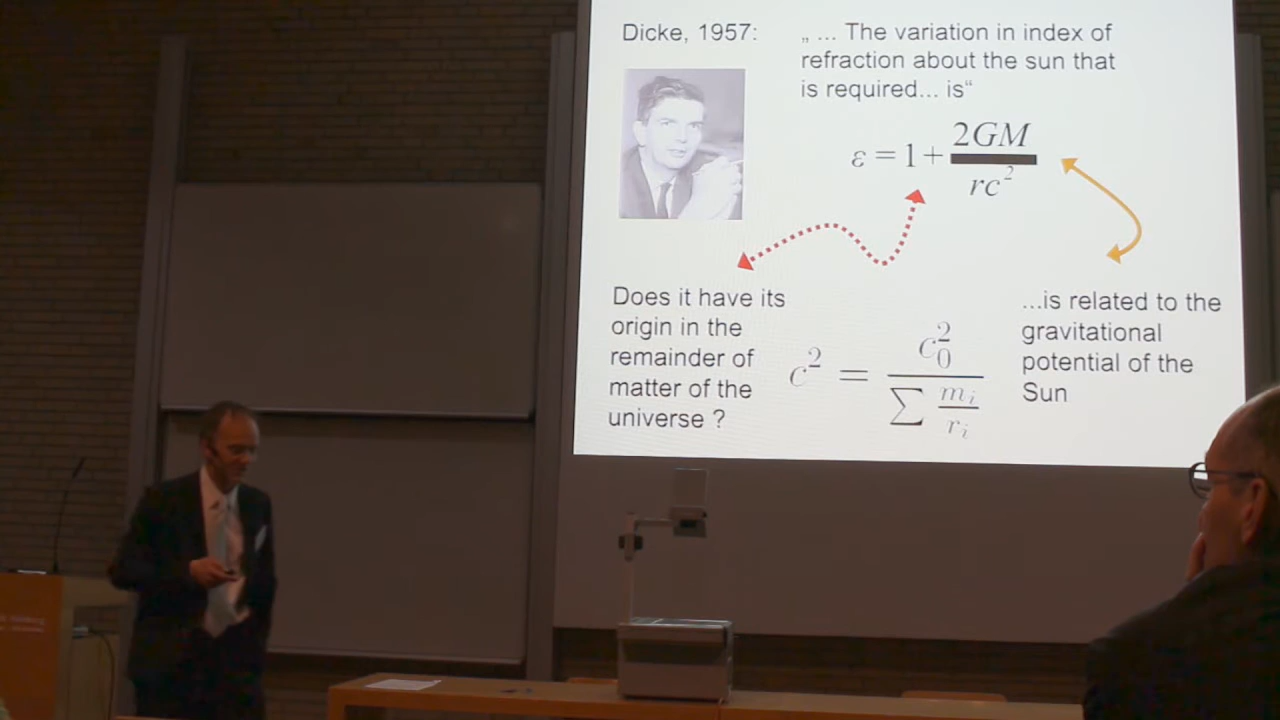 Dicke, 1957:
„ ... The variation in index of
refraction about the sun that
is required... is“
ε = 1 + 2GM / rc²
Does it have its
origin in the
remainder of
matter of the
universe ?
c² = c₀² / ∑ mᵢ/rᵢ
...is related to the
gravitational
potential of the
Sun